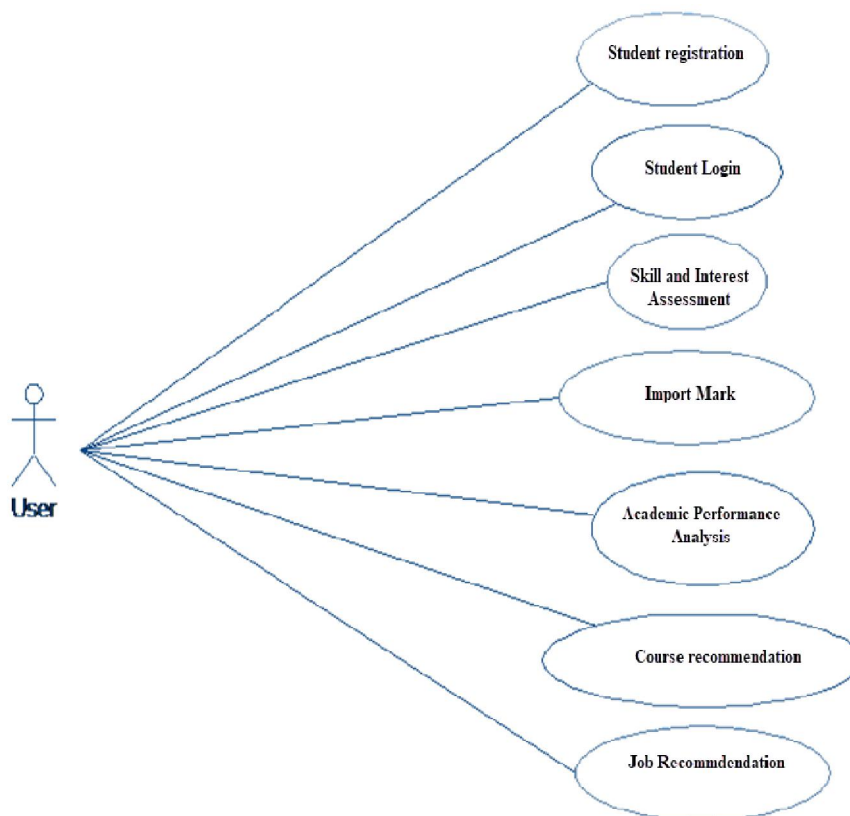 Student registration
Student Login
Skill and Interest
Assessment
Import Mark
User
Academic Performance
Analysis
Course recommendation
Job Recommdendation